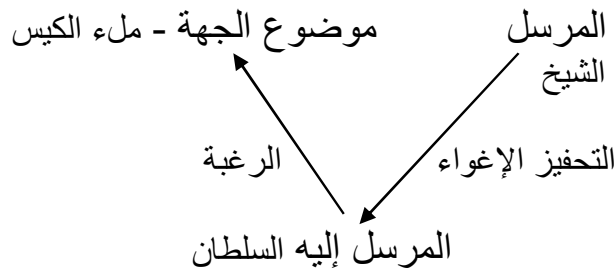 المرسل
موضوع الجهة - ملء الكيس
الشيخ
التحفيز الإغواء
الرغبة
المرسل إليه السلطان